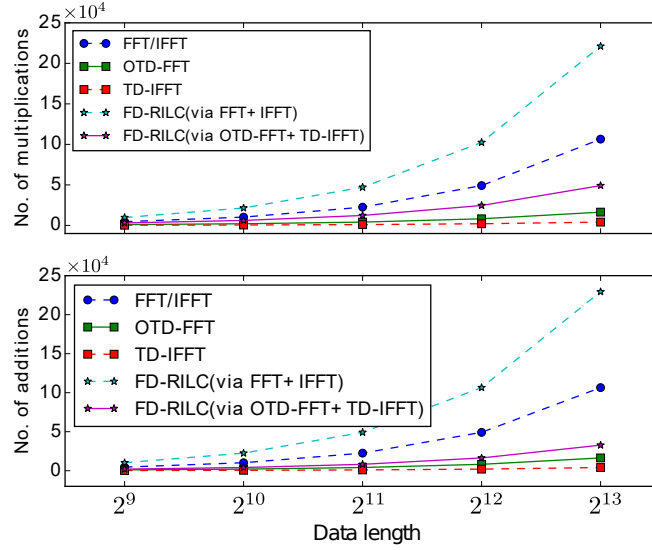 ×10⁴
25
20
15
10
5
0
No. of multiplications
FFT/IFFT
OTD-FFT
TD-IFFT
FD-RILC(via FFT+ IFFT)
FD-RILC(via OTD-FFT+ TD-IFFT)
×10⁴
25
20
15
10
5
0
No. of additions
FFT/IFFT
OTD-FFT
TD-IFFT
FD-RILC(via FFT+ IFFT)
FD-RILC(via OTD-FFT+ TD-IFFT)
2⁹ 2¹⁰ 2¹¹ 2¹² 2¹³
Data length